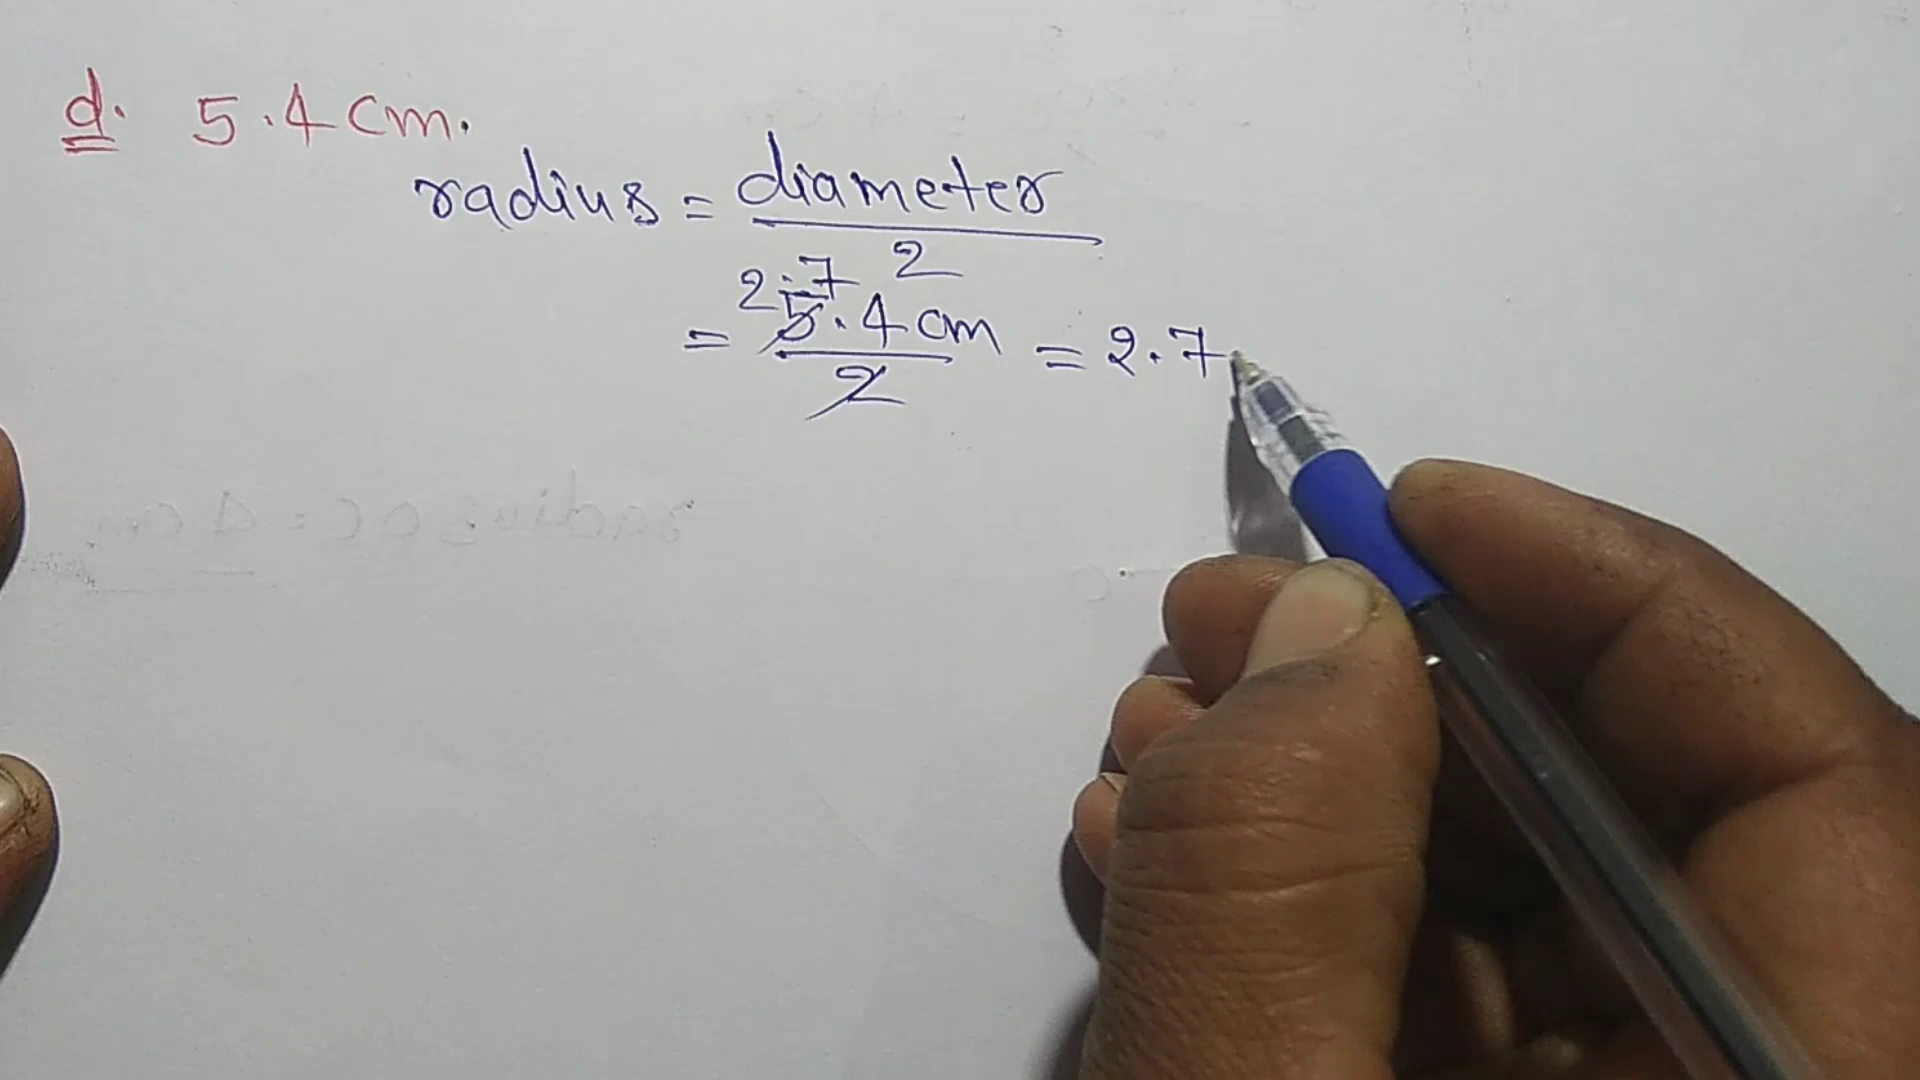 d. 5.4 cm.
radius = diameter
2
2.7
= 5.4 cm = 2.7
2